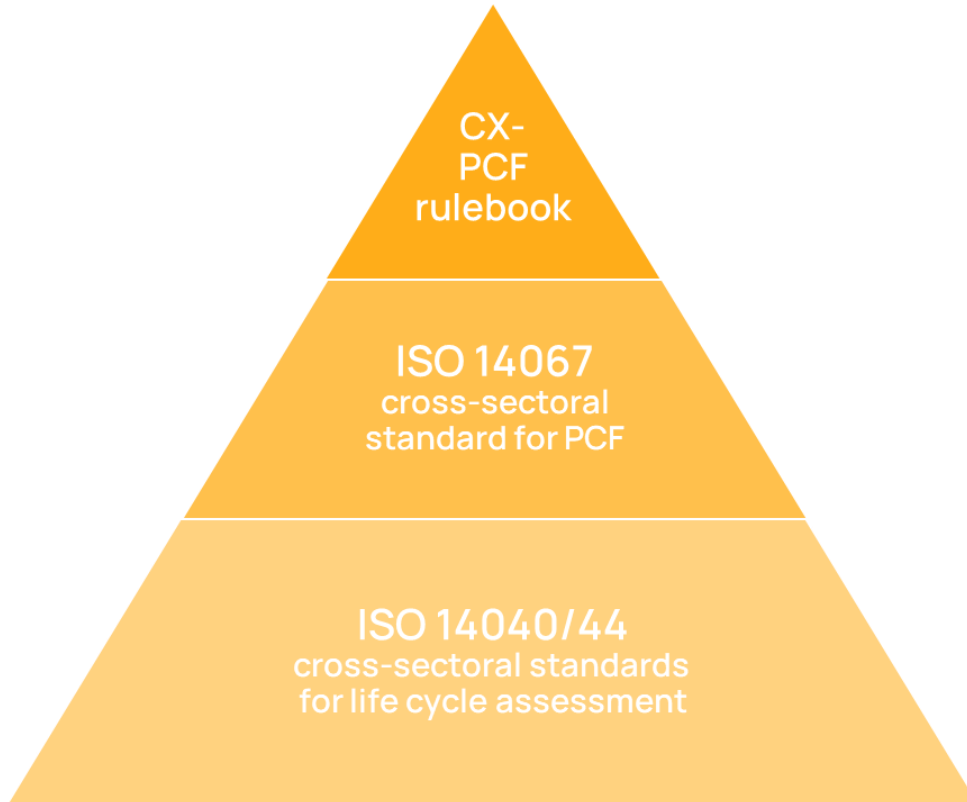 CX-
PCF
rulebook
ISO 14067
cross-sectoral
standard for PCF
ISO 14040/44
cross-sectoral standards
for life cycle assessment